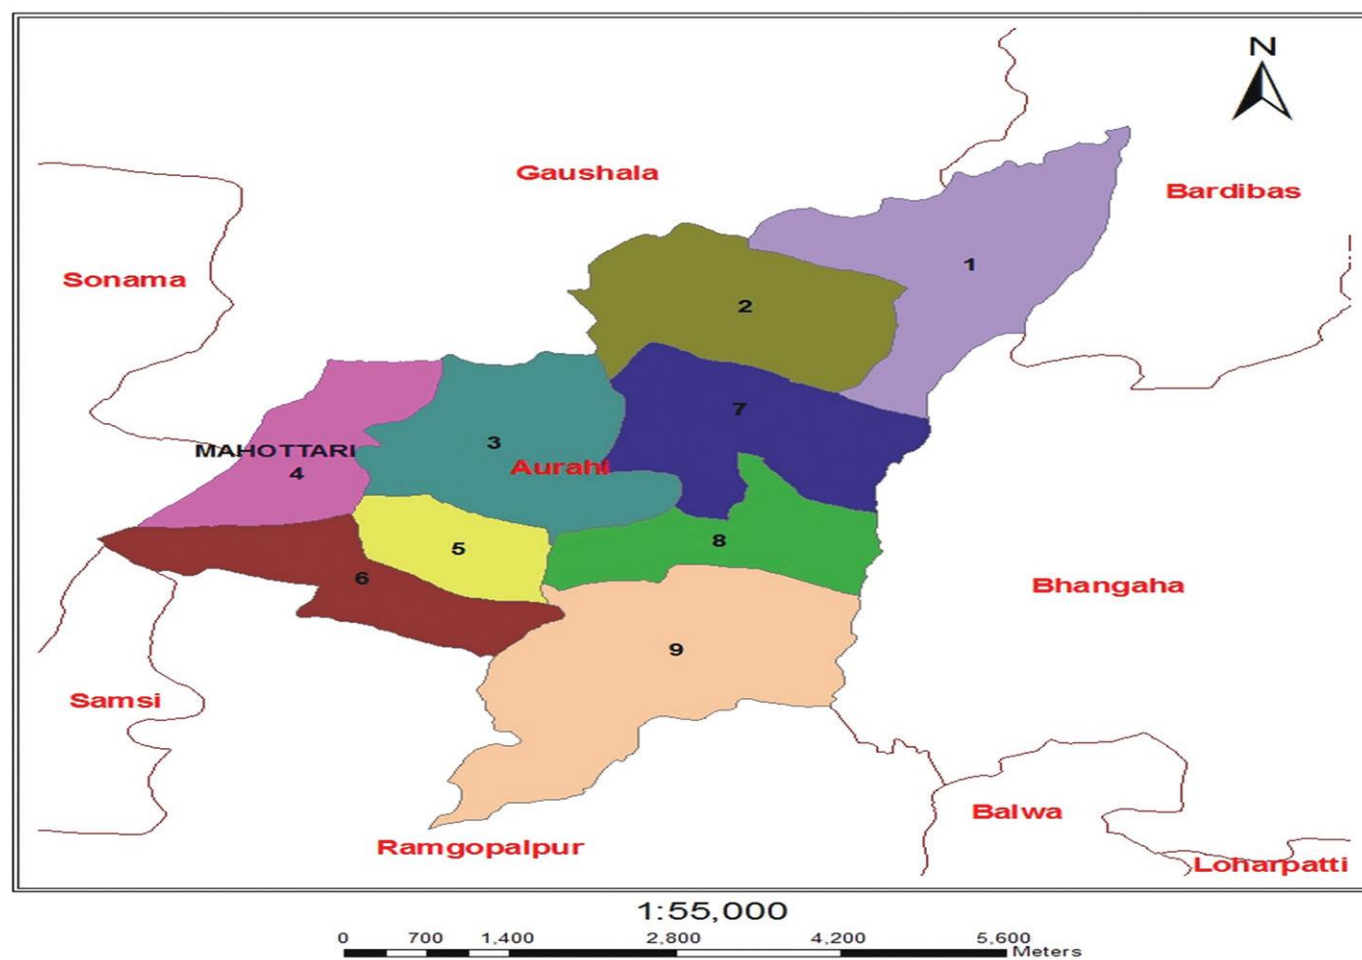 N
Gaushala
Bardibas
Sonama
1
2
7
3
MAHOTTARI
Aurahi
4
5
8
6
Bhangaha
9
Samsi
Balwa
Ramgopalpur
Loharpatti
1:55,000
0 700 1,400 2,800 4,200 5,600
Meters